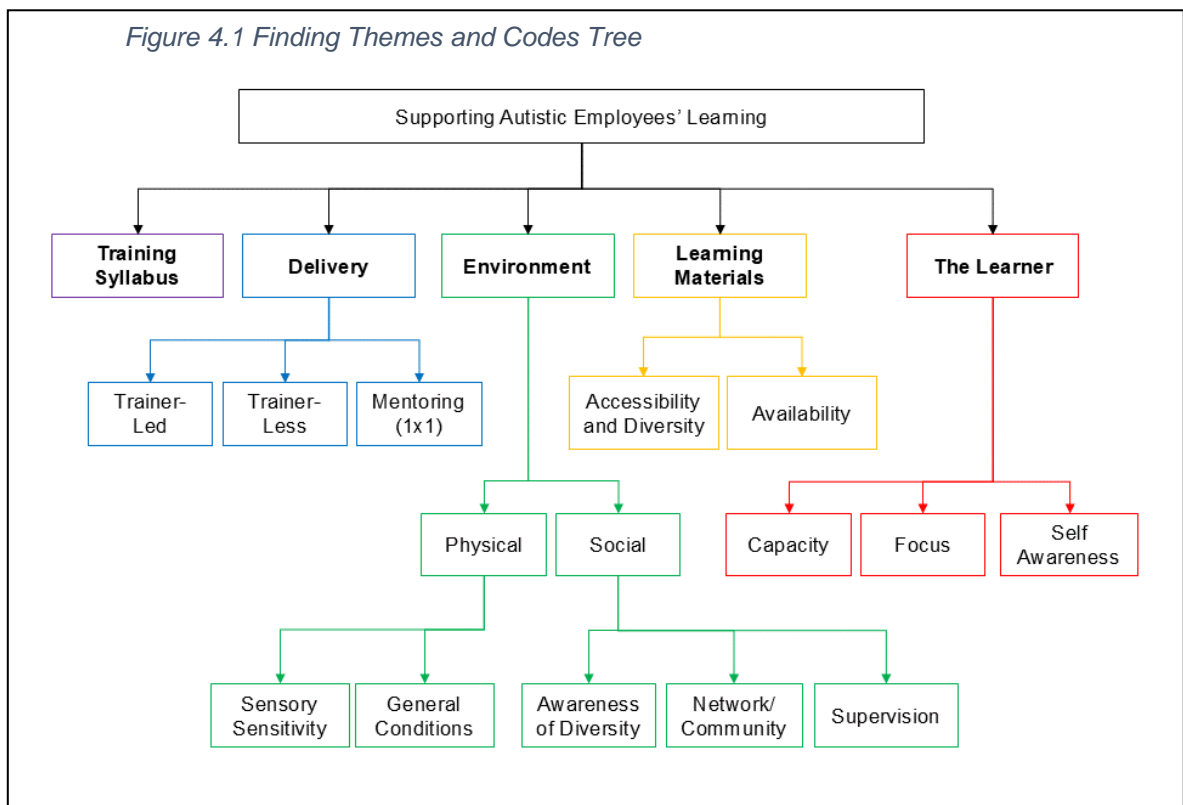 Figure 4.1 Finding Themes and Codes Tree
Supporting Autistic Employees’ Learning
Training
Syllabus
Delivery
Environment
Learning
Materials
The Learner
Trainer-
Led
Trainer-
Less
Mentoring
(1x1)
Accessibility
and Diversity
Availability
Physical
Social
Capacity
Focus
Self
Awareness
Sensory
Sensitivity
General
Conditions
Awareness
of Diversity
Network/
Community
Supervision